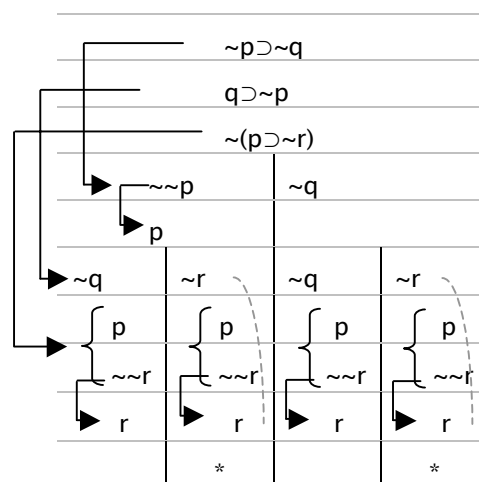 ~p⊃~q
q⊃~p
~(p⊃~r)
~~p ~q
p
~q ~r ~q ~r
p p p p
~~r ~~r ~~r ~~r
r r r r
* *